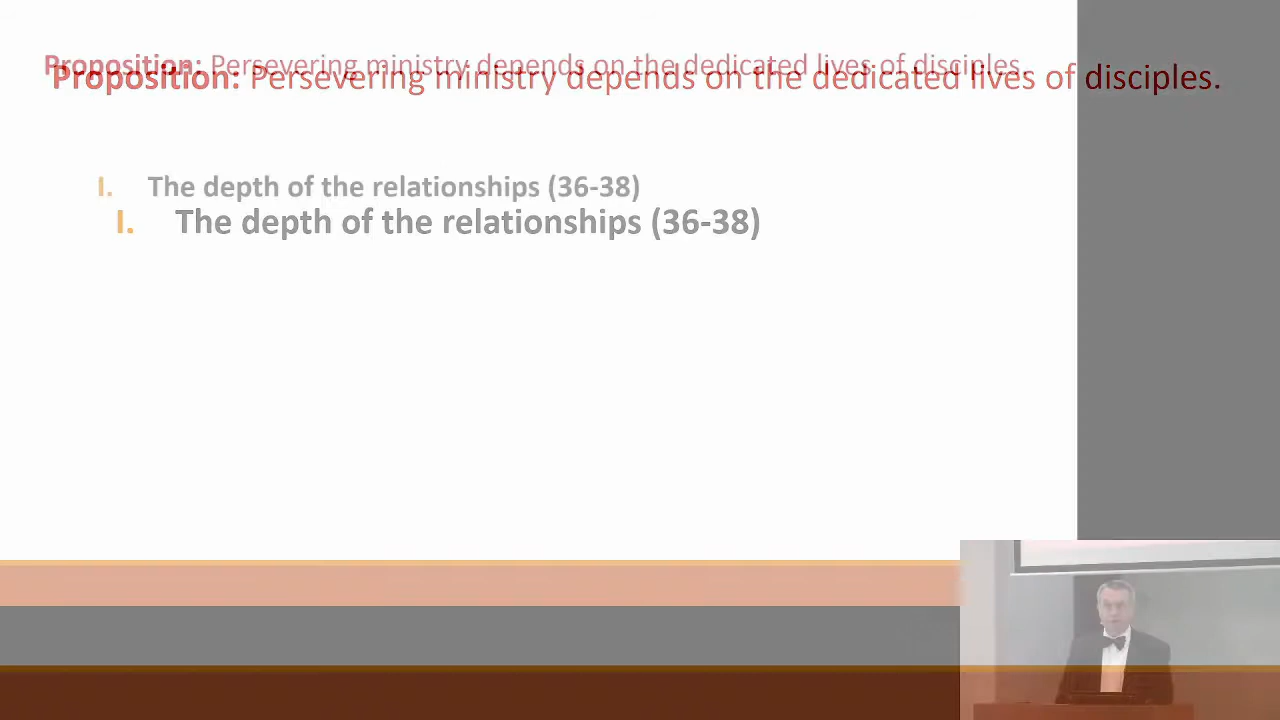 Proposition: Persevering ministry depends on the dedicated lives of disciples.
Proposition: Persevering ministry depends on the dedicated lives of disciples.
I. The depth of the relationships (36-38)
I. The depth of the relationships (36-38)